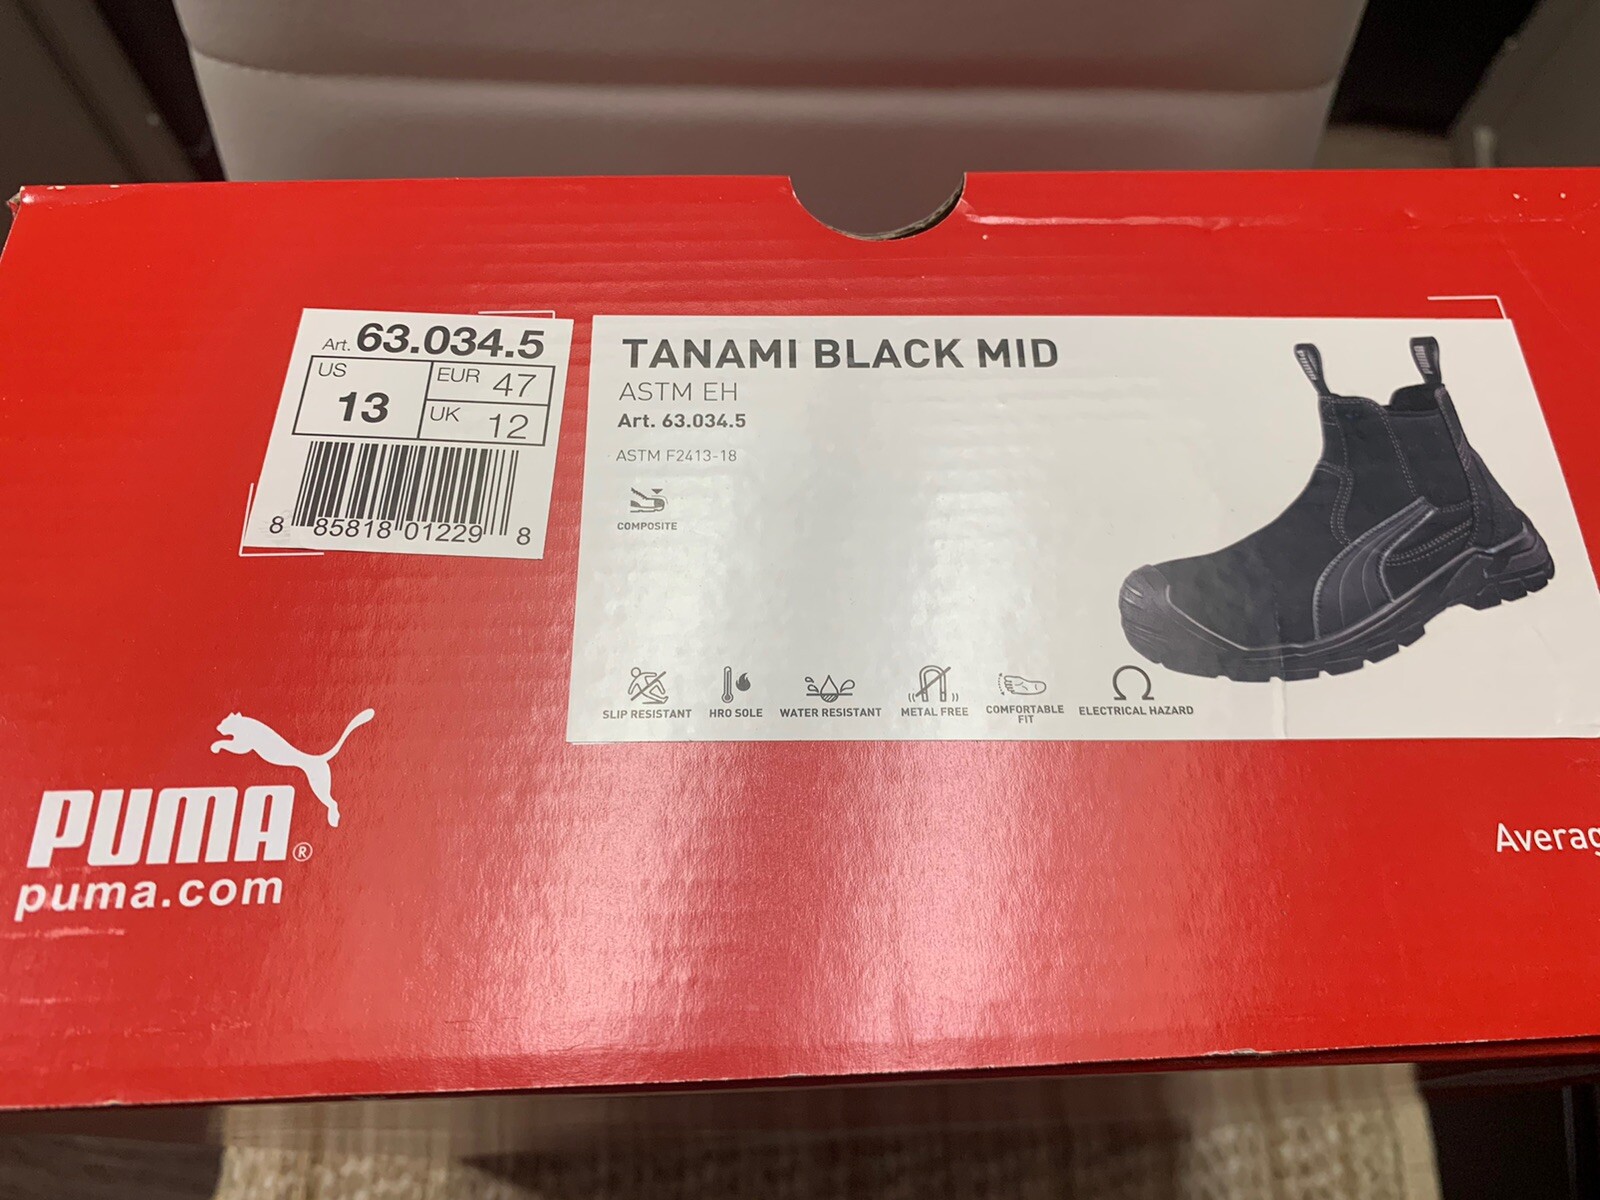 Art. 63.034.5
US 13
EUR 47
UK 12
8 85818 01229 8
TANAMI BLACK MID
ASTM EH
Art. 63.034.5
ASTM F2413-18
COMPOSITE
SLIP RESISTANT
HRO SOLE
WATER RESISTANT
METAL FREE
COMFORTABLE
FIT
ELECTRICAL HAZARD
PUMA®
puma.com